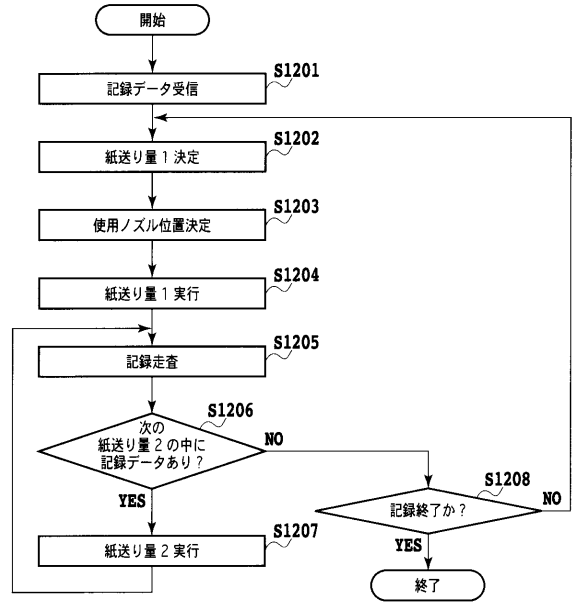 開始
S1201
記録データ受信
S1202
紙送り量1決定
S1203
使用ノズル位置決定
S1204
紙送り量1実行
S1205
記録走査
S1206
次の
紙送り量2の中に
記録データあり?
NO
YES
S1207
紙送り量2実行
S1208
記録終了か?
NO
YES
終了